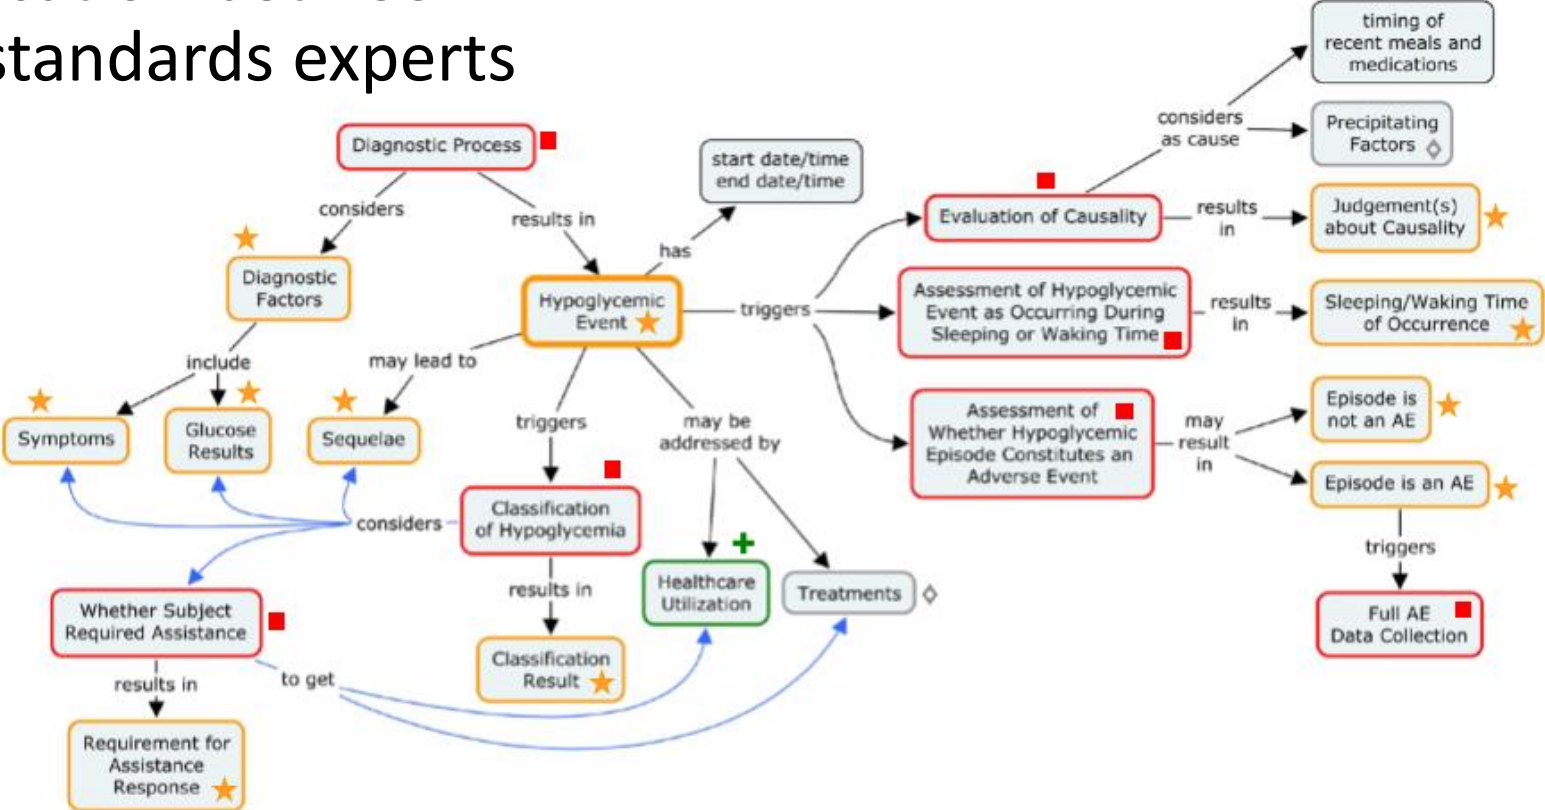 standards experts
timing of
recent meals and
medications
considers
as cause
Precipitating
Factors
Diagnostic Process
start date/time
end date/time
considers
results in
has
Evaluation of Causality
results
in
Judgement(s)
about Causality
Diagnostic
Factors
Hypoglycemic
Event
triggers
Assessment of Hypoglycemic
Event as Occurring During
Sleeping or Waking Time
results
in
Sleeping/Waking Time
of Occurrence
include
may lead to
Symptoms
Glucose
Results
Sequelae
triggers
may be
addressed by
Assessment of
Whether Hypoglycemic
Episode Constitutes an
Adverse Event
may
result
in
Episode is
not an AE
Episode is an AE
triggers
Full AE
Data Collection
considers
Classification
of Hypoglycemia
results in
Classification
Result
Healthcare
Utilization
Treatments
Whether Subject
Required Assistance
results in
to get
Requirement for
Assistance
Response